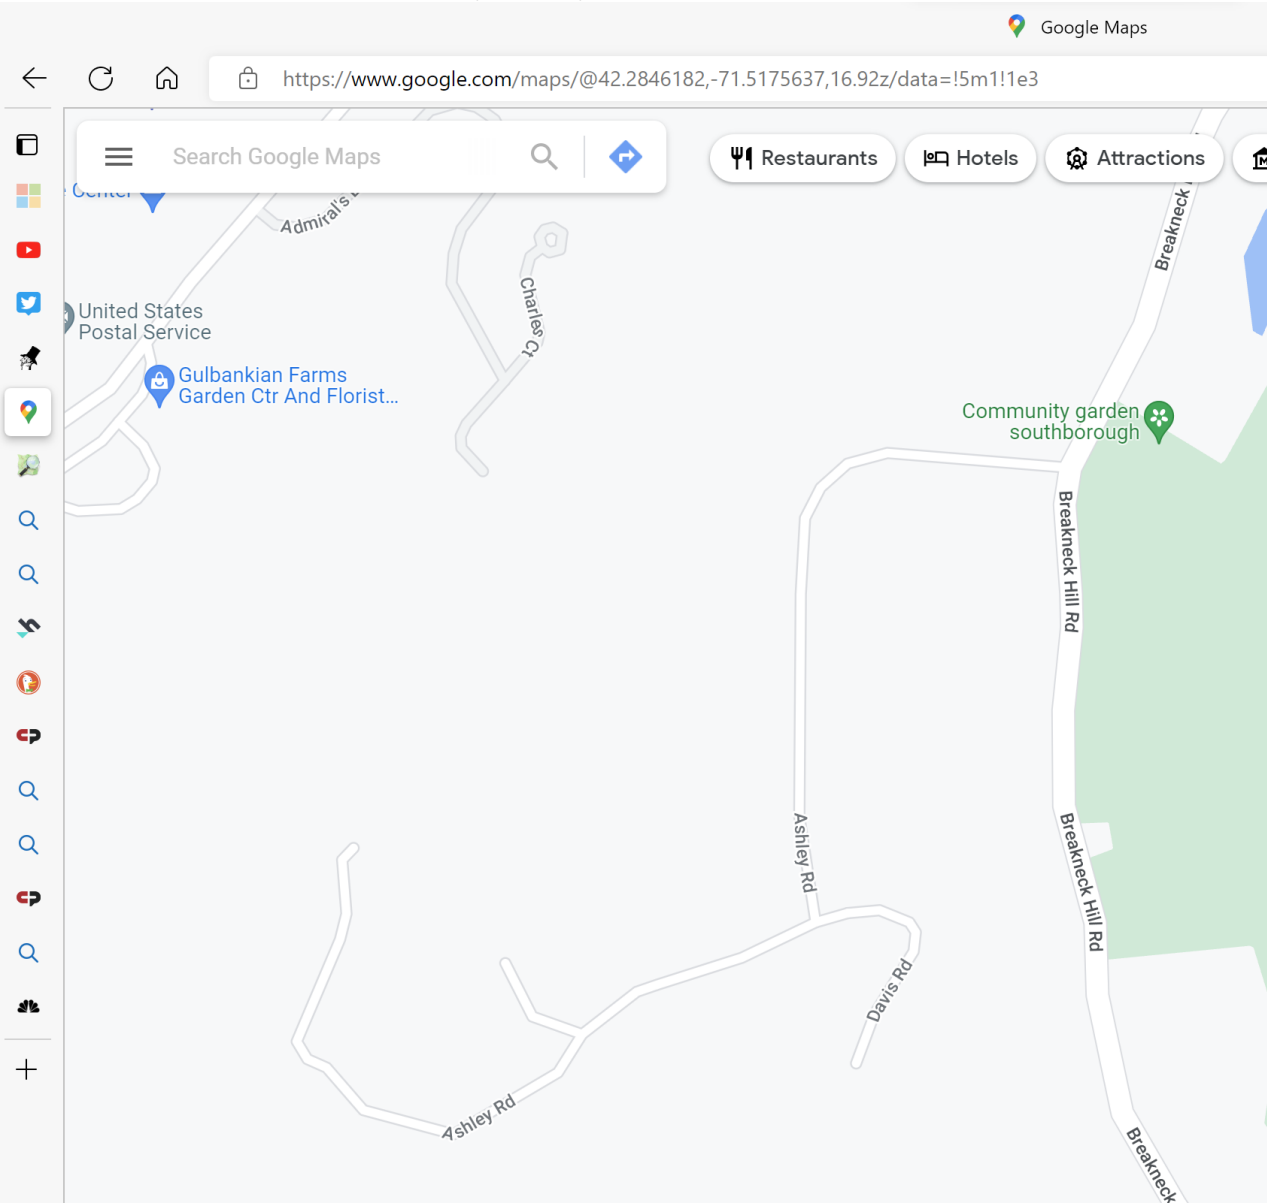 Google Maps
https://www.google.com/maps/@42.2846182,-71.5175637,16.92z/data=!5m1!1e3
Search Google Maps
Restaurants
Hotels
Attractions
Center
Admiral's
Breakneck
Charles Ct
United States
Postal Service
Gulbankian Farms
Garden Ctr And Florist...
Community garden
southborough
Breakneck Hill Rd
Ashley Rd
Breakneck Hill Rd
Davis Rd
Ashley Rd
Breakneck